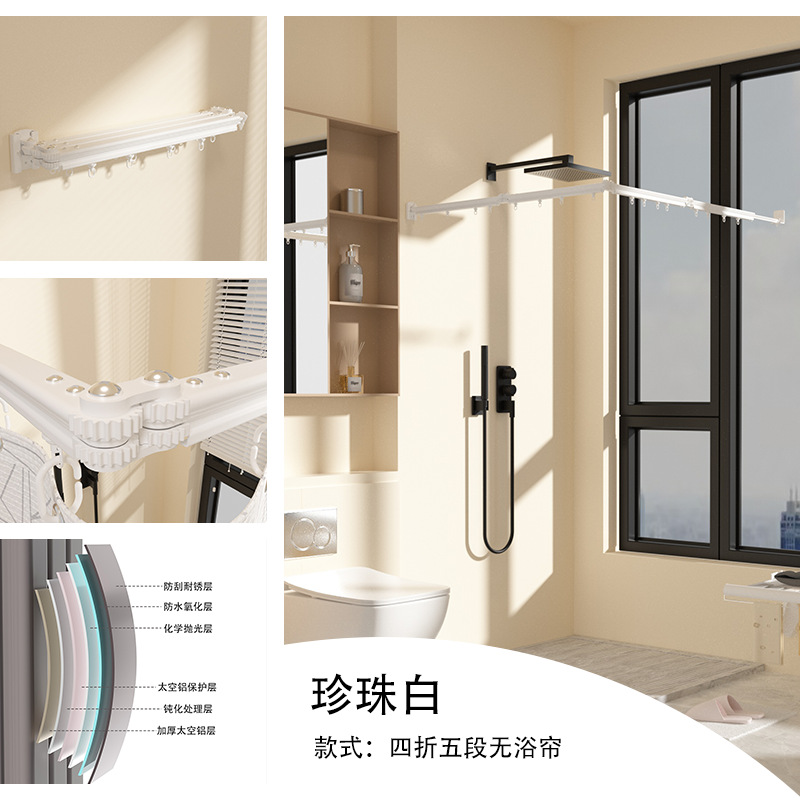 防刮耐锈层
防水氧化层
化学抛光层
太空铝保护层
钝化处理层
加厚太空铝层
珍珠白
款式：四折五段无浴帘